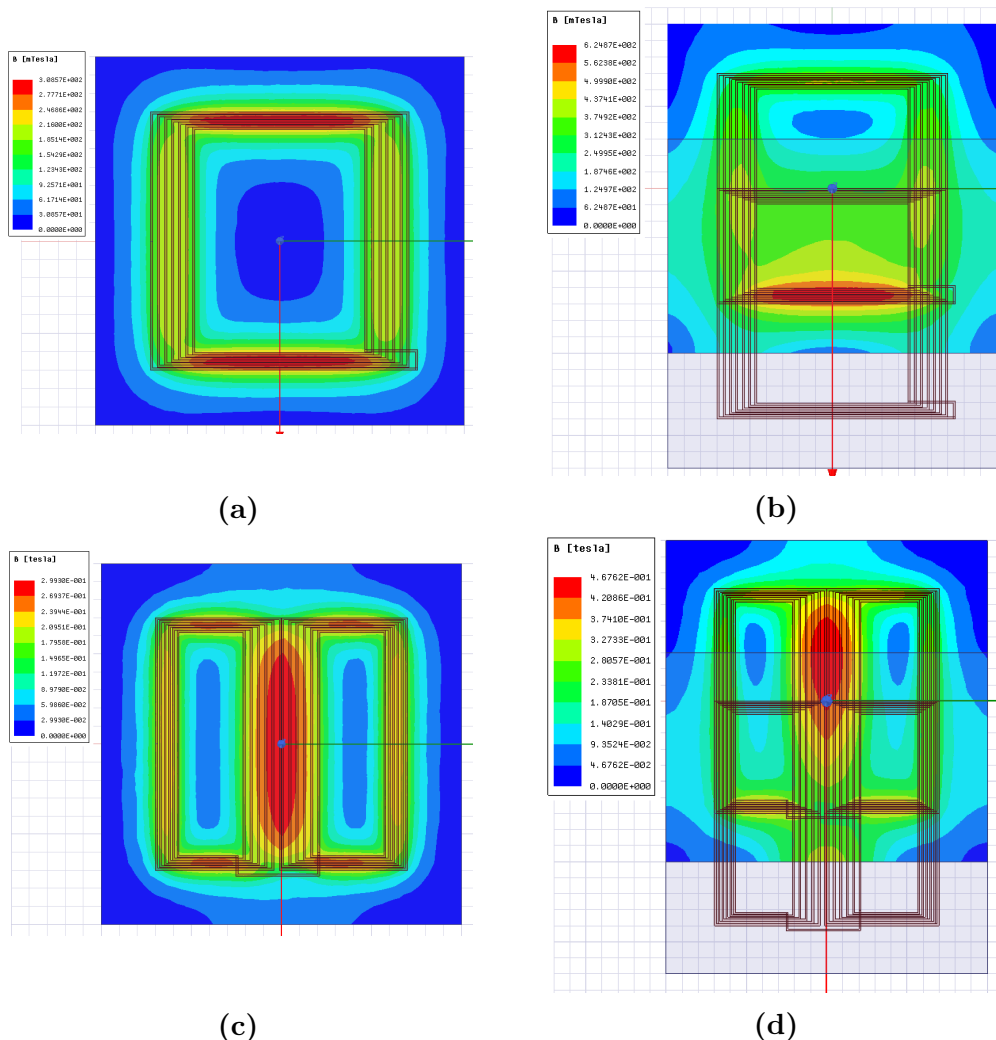 B [mTesla]
3.0857E+002
2.7771E+002
2.4686E+002
2.1600E+002
1.8514E+002
1.5429E+002
1.2343E+002
9.2571E+001
6.1714E+001
3.0857E+001
0.0000E+000
B [mTesla]
6.2487E+002
5.6238E+002
4.9990E+002
4.3741E+002
3.7492E+002
3.1243E+002
2.4995E+002
1.8746E+002
1.2497E+002
6.2487E+001
0.0000E+000
(a)
(b)
B [tesla]
2.9930E-001
2.6937E-001
2.3944E-001
2.0951E-001
1.7958E-001
1.4965E-001
1.1972E-001
8.9790E-002
5.9860E-002
2.9930E-002
0.0000E+000
B [tesla]
4.6762E-001
4.2086E-001
3.7410E-001
3.2733E-001
2.8057E-001
2.3381E-001
1.8705E-001
1.4029E-001
9.3524E-002
4.6762E-002
0.0000E+000
(c)
(d)